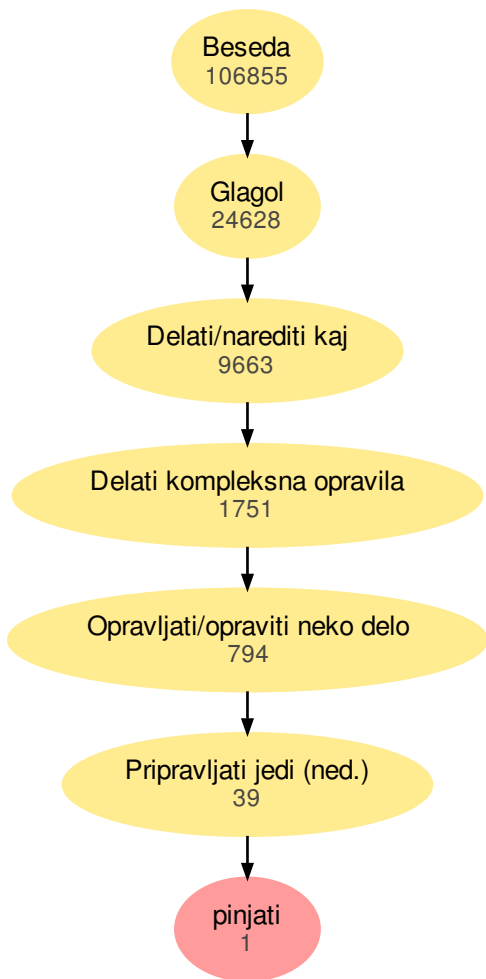 Beseda
106855
Glagol
24628
Delati/narediti kaj
9663
Delati kompleksna opravila
1751
Opravljati/opraviti neko delo
794
Pripravljati jedi (ned.)
39
pinjati
1